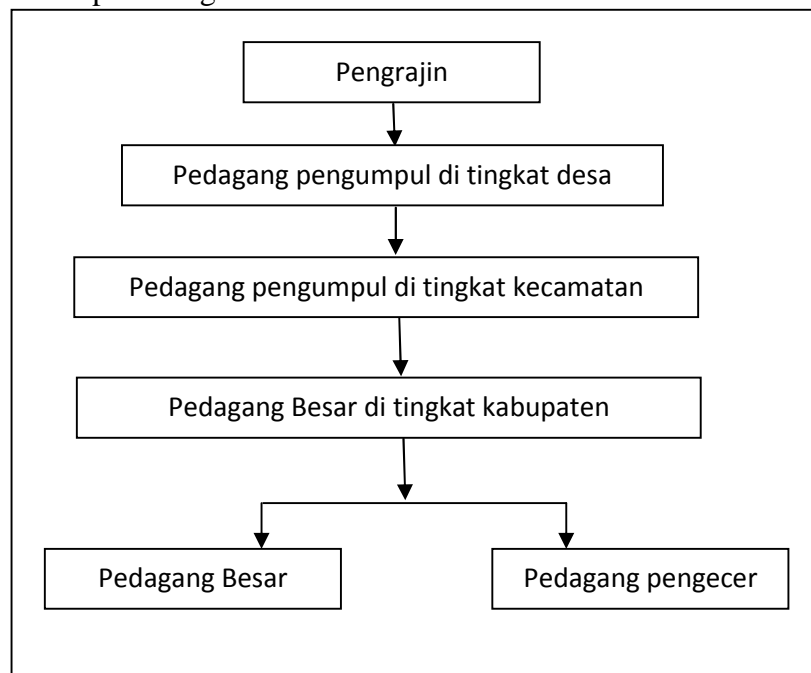 Pengrajin
Pedagang pengumpul di tingkat desa
Pedagang pengumpul di tingkat kecamatan
Pedagang Besar di tingkat kabupaten
Pedagang Besar
Pedagang pengecer